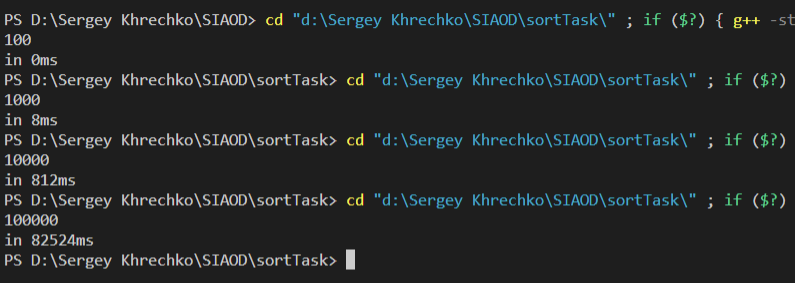 PS D:\Sergey Khrechko\SIAOD> cd "d:\Sergey Khrechko\SIAOD\sortTask\" ; if ($?) { g++ -st
100
in 0ms
PS D:\Sergey Khrechko\SIAOD\sortTask> cd "d:\Sergey Khrechko\SIAOD\sortTask\" ; if ($?)
1000
in 8ms
PS D:\Sergey Khrechko\SIAOD\sortTask> cd "d:\Sergey Khrechko\SIAOD\sortTask\" ; if ($?)
10000
in 812ms
PS D:\Sergey Khrechko\SIAOD\sortTask> cd "d:\Sergey Khrechko\SIAOD\sortTask\" ; if ($?)
100000
in 82524ms
PS D:\Sergey Khrechko\SIAOD\sortTask>